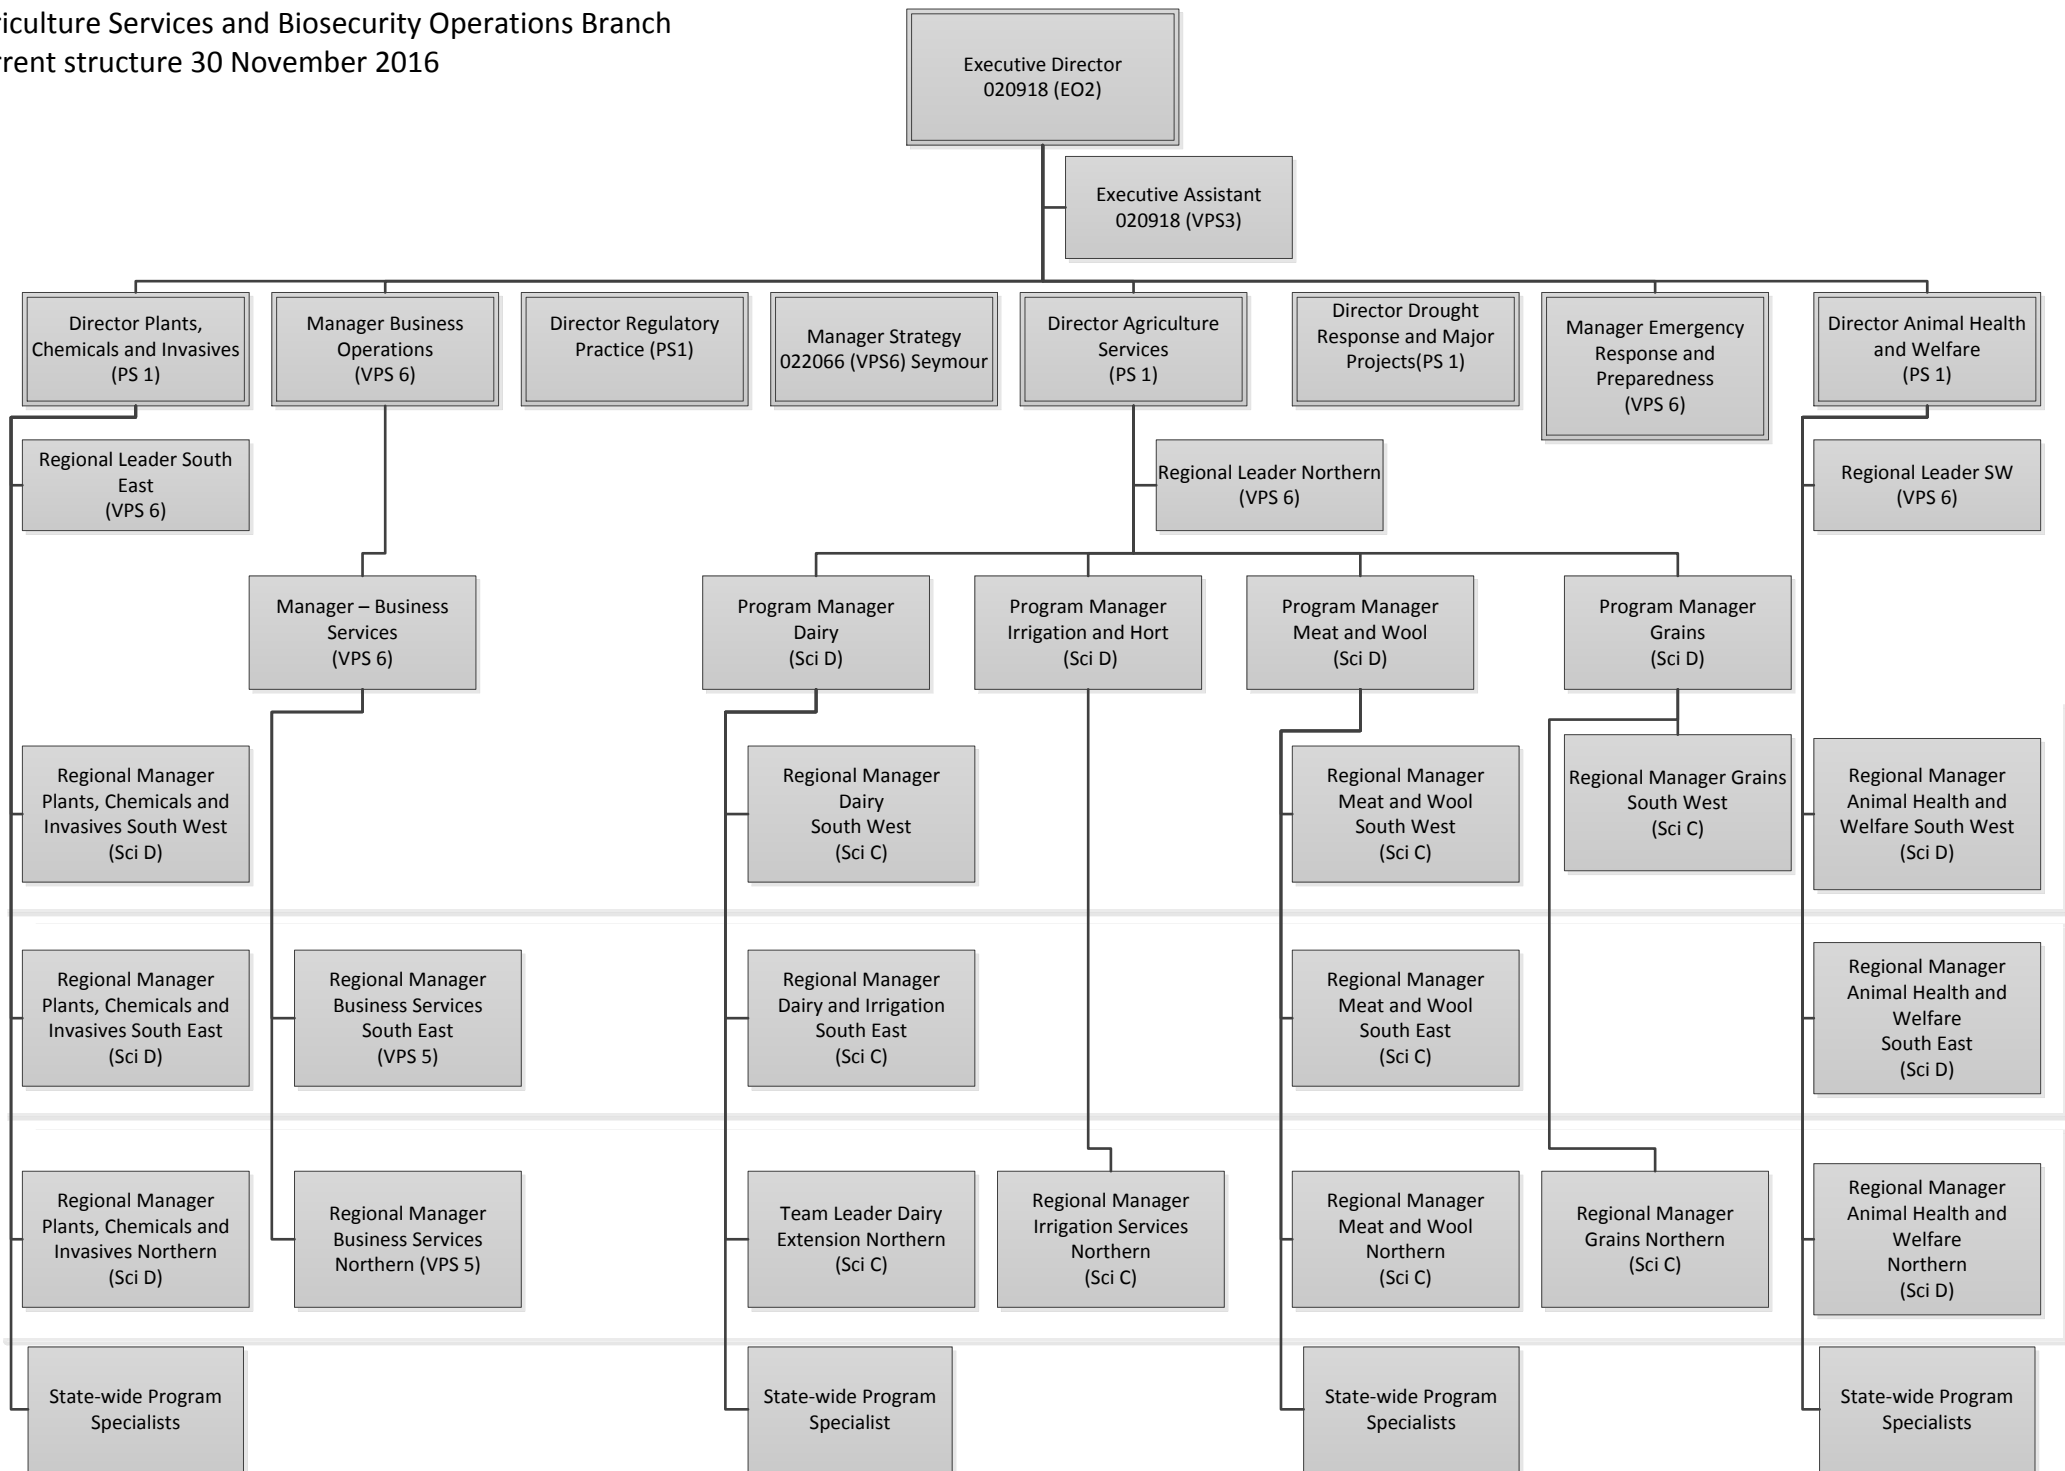 riculture Services and Biosecurity Operations Branch
rrent structure 30 November 2016
Executive Director
020918 (EO2)
Executive Assistant
020918 (VPS3)
Director Plants,
Chemicals and Invasives
(PS 1)
Manager Business
Operations
(VPS 6)
Director Regulatory
Practice (PS1)
Manager Strategy
022066 (VPS6) Seymour
Director Agriculture
Services
(PS 1)
Director Drought
Response and Major
Projects(PS 1)
Manager Emergency
Response and
Preparedness
(VPS 6)
Director Animal Health
and Welfare
(PS 1)
Regional Leader South
East
(VPS 6)
Regional Leader Northern
(VPS 6)
Regional Leader SW
(VPS 6)
Manager – Business
Services
(VPS 6)
Program Manager
Dairy
(Sci D)
Program Manager
Irrigation and Hort
(Sci D)
Program Manager
Meat and Wool
(Sci D)
Program Manager
Grains
(Sci D)
Regional Manager
Plants, Chemicals and
Invasives South West
(Sci D)
Regional Manager
Dairy
South West
(Sci C)
Regional Manager
Meat and Wool
South West
(Sci C)
Regional Manager Grains
South West
(Sci C)
Regional Manager
Animal Health and
Welfare South West
(Sci D)
Regional Manager
Plants, Chemicals and
Invasives South East
(Sci D)
Regional Manager
Business Services
South East
(VPS 5)
Regional Manager
Dairy and Irrigation
South East
(Sci C)
Regional Manager
Meat and Wool
South East
(Sci C)
Regional Manager
Animal Health and
Welfare
South East
(Sci D)
Regional Manager
Plants, Chemicals and
Invasives Northern
(Sci D)
Regional Manager
Business Services
Northern (VPS 5)
Team Leader Dairy
Extension Northern
(Sci C)
Regional Manager
Irrigation Services
Northern
(Sci C)
Regional Manager
Meat and Wool
Northern
(Sci C)
Regional Manager
Grains Northern
(Sci C)
Regional Manager
Animal Health and
Welfare
Northern
(Sci D)
State-wide Program
Specialists
State-wide Program
Specialist
State-wide Program
Specialists
State-wide Program
Specialists